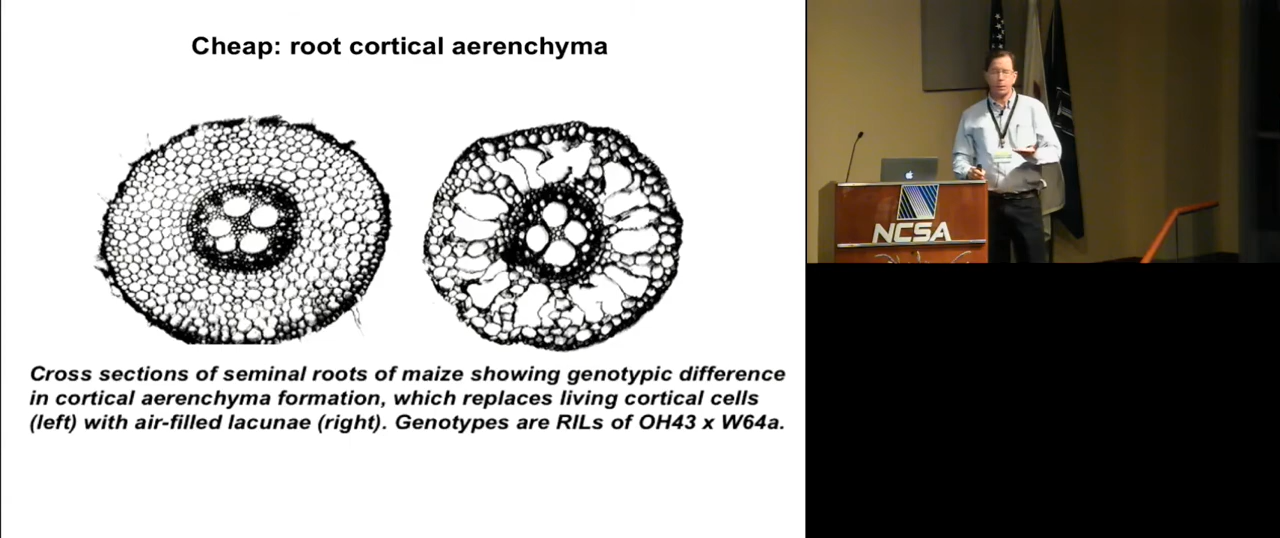 Cheap: root cortical aerenchyma
Cross sections of seminal roots of maize showing genotypic difference
in cortical aerenchyma formation, which replaces living cortical cells
(left) with air-filled lacunae (right). Genotypes are RILs of OH43 x W64a.
NCSA